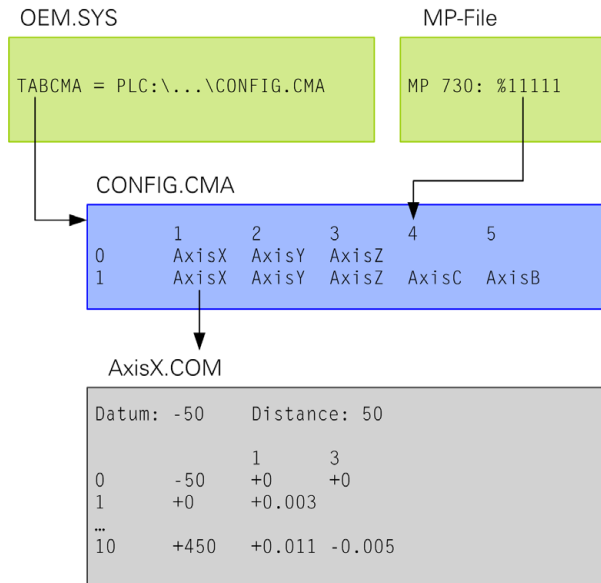 OEM.SYS
TABCMA = PLC:\...\CONFIG.CMA
MP-File
MP 730: %11111
CONFIG.CMA
1 2 3 4 5
0 AxisX AxisY AxisZ
1 AxisX AxisY AxisZ AxisC AxisB
AxisX.COM
Datum: -50 Distance: 50
1 3
0 -50 +0 +0
1 +0 +0.003
…
10 +450 +0.011 -0.005